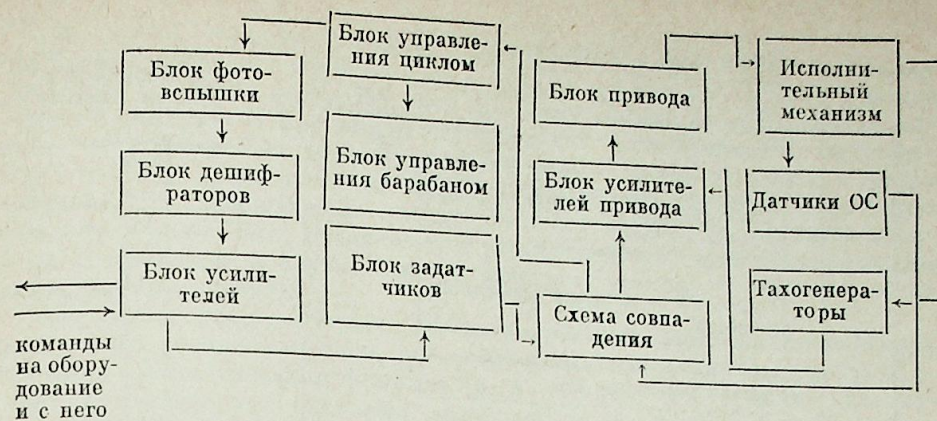 Блок фото-
вспышки
Блок дешиф-
раторов
Блок усили-
телей
команды
на обору-
дование
и с него
Блок управле-
ния циклом
Блок управле-
ния барабаном
Блок задат-
чиков
Блок привода
Блок усилите-
лей привода
Схема совпа-
дения
Исполни-
тельный
механизм
Датчики ОС
Тахогенера-
торы